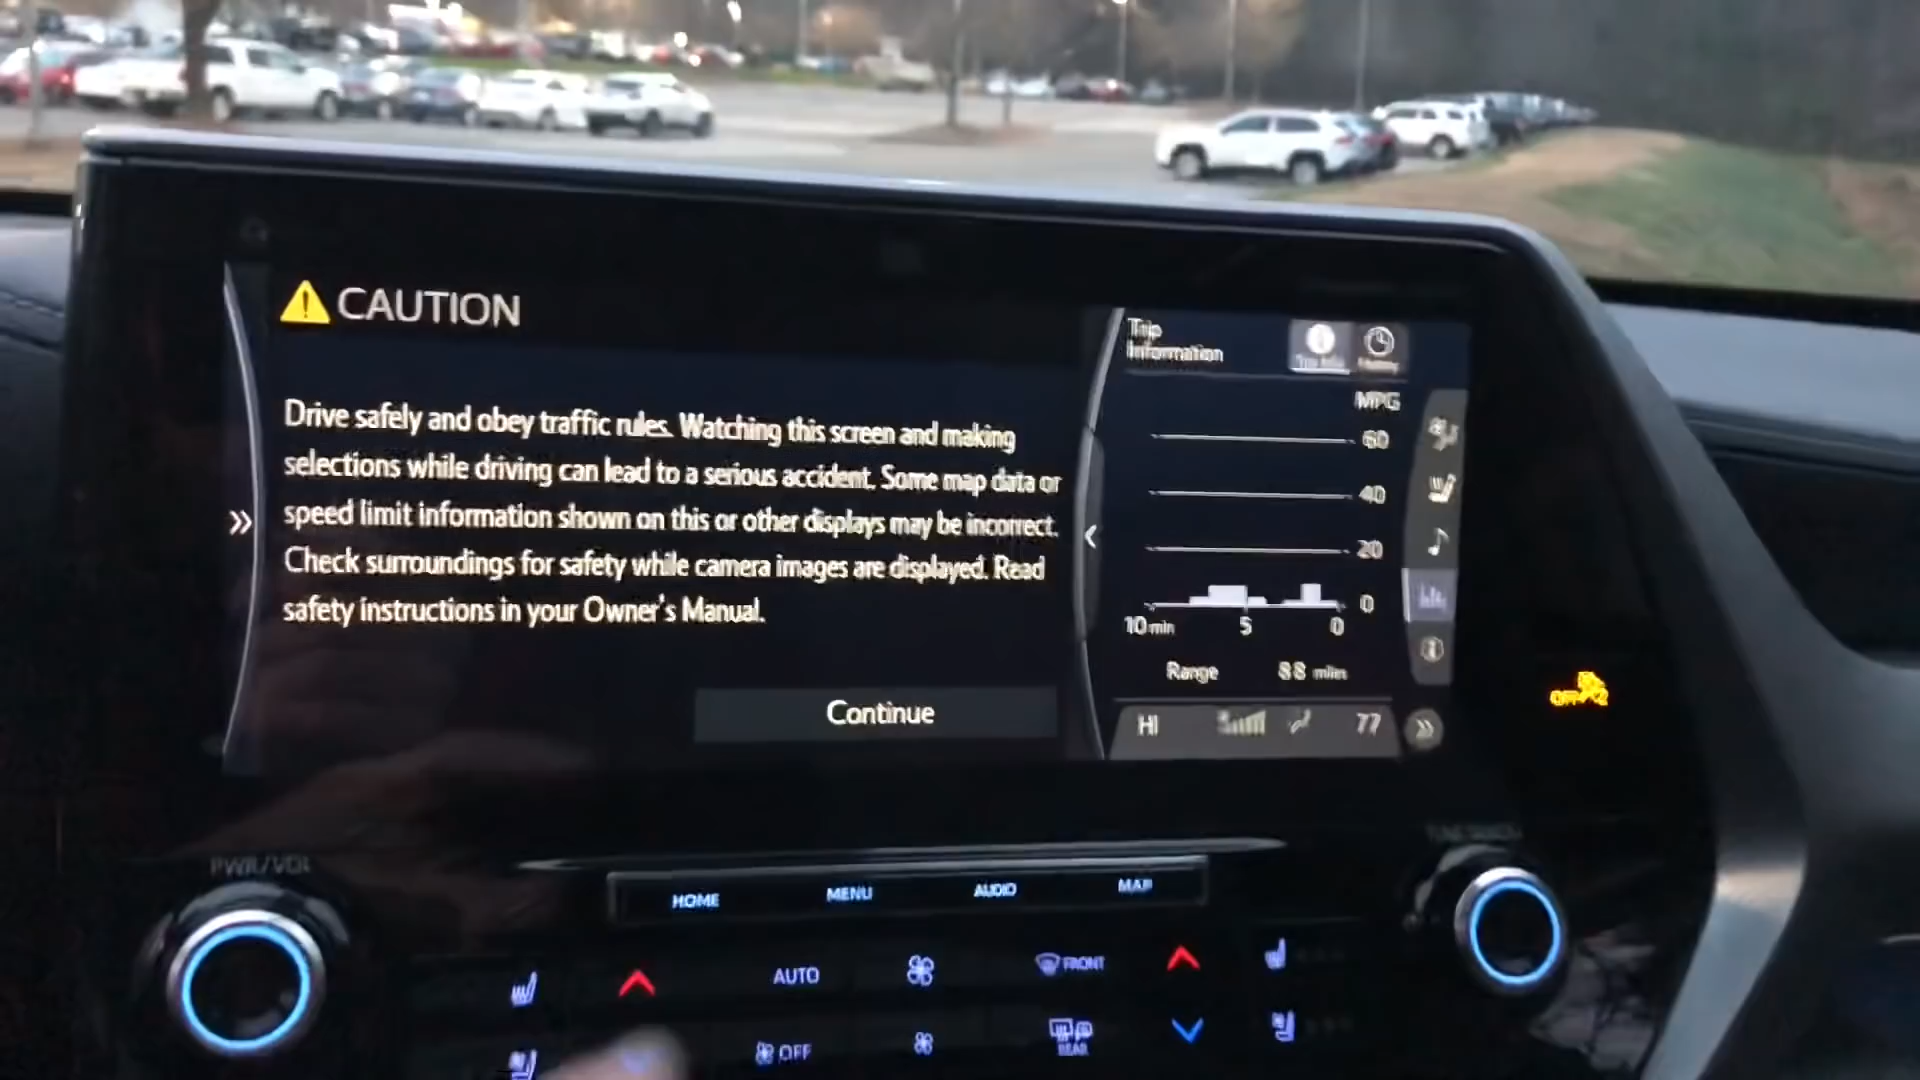 CAUTION
Drive safely and obey traffic rules. Watching this screen and making
selections while driving can lead to a serious accident. Some map data or
speed limit information shown on this or other displays may be incorrect.
Check surroundings for safety while camera images are displayed. Read
safety instructions in your Owner's Manual.
Continue
Trip
Information
MPG
60
40
20
0
10 min 5 0
Range 88 miles
HI 77
OFF
PWR/VOL
HOME MENU AUDIO MAP
AUTO FRONT
OFF REAR